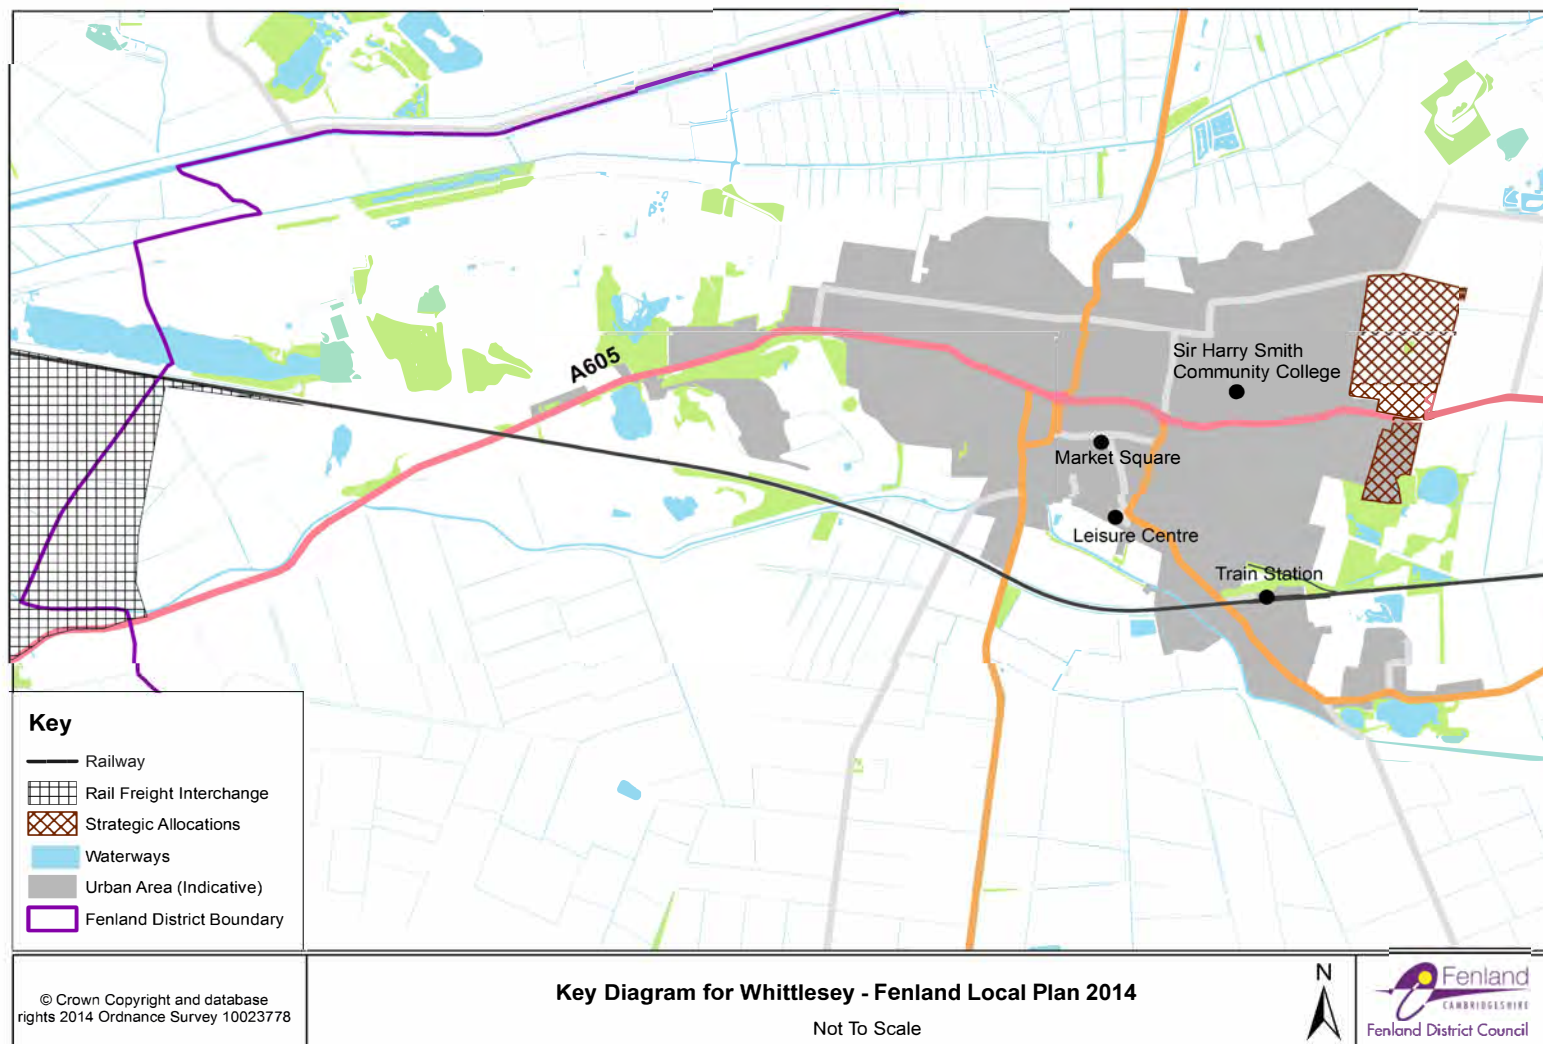 A605
Sir Harry Smith
Community College
Market Square
Leisure Centre
Train Station
Key
Railway
Rail Freight Interchange
Strategic Allocations
Waterways
Urban Area (Indicative)
Fenland District Boundary
© Crown Copyright and database
rights 2014 Ordnance Survey 10023778
Key Diagram for Whittlesey - Fenland Local Plan 2014
Not To Scale
N
Fenland
CAMBRIDGESHIRE
Fenland District Council